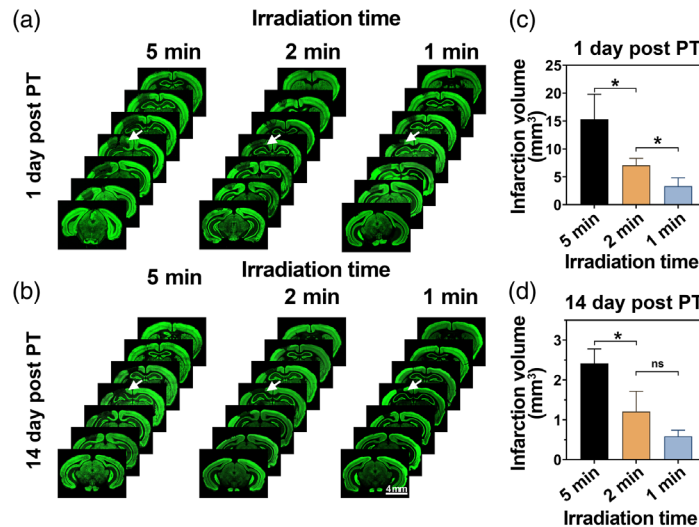 (a)
Irradiation time
5 min
2 min
1 min
1 day post PT
(b)
Irradiation time
5 min
2 min
1 min
14 day post PT
4 mm
(c)
1 day post PT
Infarction volume
(mm³)
25
20
15
10
5
0
*
*
5 min
2 min
1 min
Irradiation time
(d)
14 day post PT
Infarction volume
(mm³)
3
2
1
0
*
ns
5 min
2 min
1 min
Irradiation time